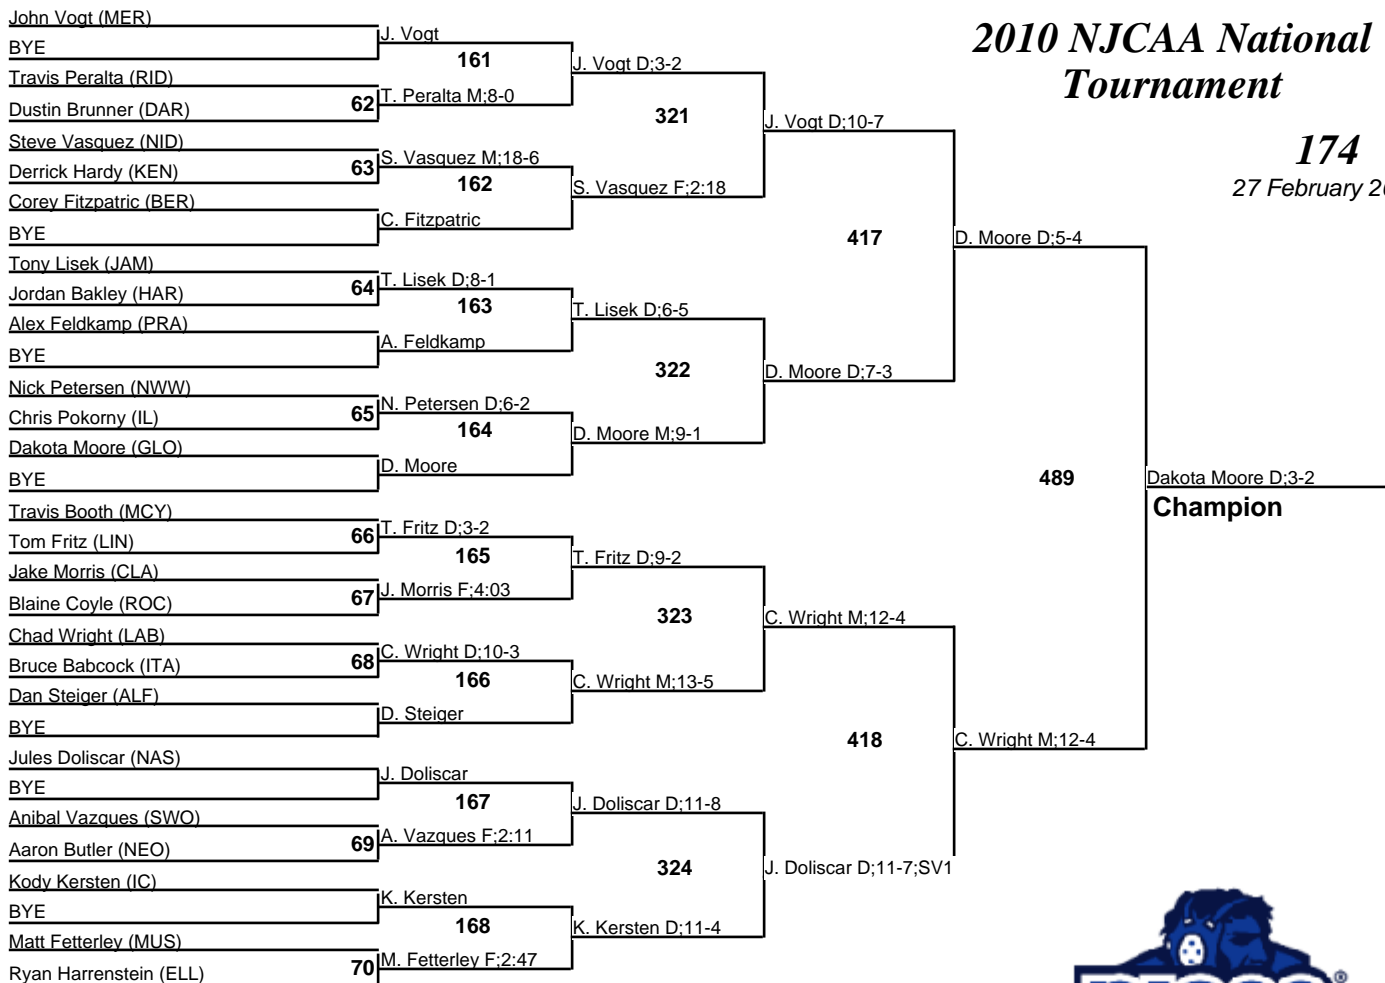 2010 NJCAA National
Tournament
174
27 February
John Vogt (MER)
BYE
Travis Peralta (RID)
Dustin Brunner (DAR)
Steve Vasquez (NID)
Derrick Hardy (KEN)
Corey Fitzpatric (BER)
BYE
Tony Lisek (JAM)
Jordan Bakley (HAR)
Alex Feldkamp (PRA)
BYE
Nick Petersen (NWW)
Chris Pokorny (IL)
Dakota Moore (GLO)
BYE
Travis Booth (MCY)
Tom Fritz (LIN)
Jake Morris (CLA)
Blaine Coyle (ROC)
Chad Wright (LAB)
Bruce Babcock (ITA)
Dan Steiger (ALF)
BYE
Jules Doliscar (NAS)
BYE
Anibal Vazques (SWO)
Aaron Butler (NEO)
Kody Kersten (IC)
BYE
Matt Fetterley (MUS)
Ryan Harrenstein (ELL)
62
63
64
65
66
67
68
69
70
J. Vogt
161
T. Peralta M;8-0
S. Vasquez M;18-6
162
C. Fitzpatric
T. Lisek D;8-1
163
A. Feldkamp
N. Petersen D;6-2
164
D. Moore
T. Fritz D;3-2
165
J. Morris F;4:03
C. Wright D;10-3
166
D. Steiger
J. Doliscar
167
A. Vazques F;2:11
K. Kersten
168
M. Fetterley F;2:47
J. Vogt D;3-2
321
S. Vasquez F;2:18
T. Lisek D;6-5
322
D. Moore M;9-1
T. Fritz D;9-2
323
C. Wright M;13-5
J. Doliscar D;11-8
324
K. Kersten D;11-4
J. Vogt D;10-7
417
D. Moore D;7-3
C. Wright M;12-4
418
J. Doliscar D;11-7;SV1
D. Moore D;5-4
489
C. Wright M;12-4
Dakota Moore D;3-2
Champion